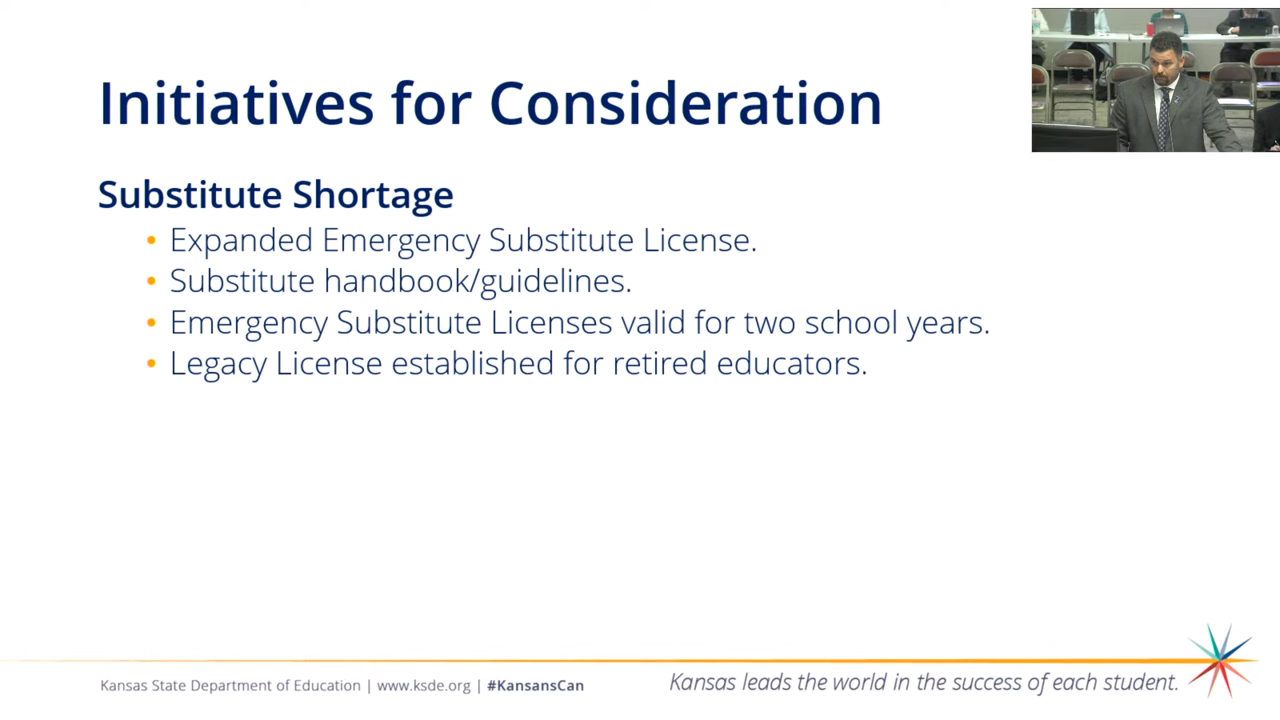 Initiatives for Consideration
Substitute Shortage
• Expanded Emergency Substitute License.
• Substitute handbook/guidelines.
• Emergency Substitute Licenses valid for two school years.
• Legacy License established for retired educators.
Kansas State Department of Education | www.ksde.org | #KansansCan
Kansas leads the world in the success of each student.